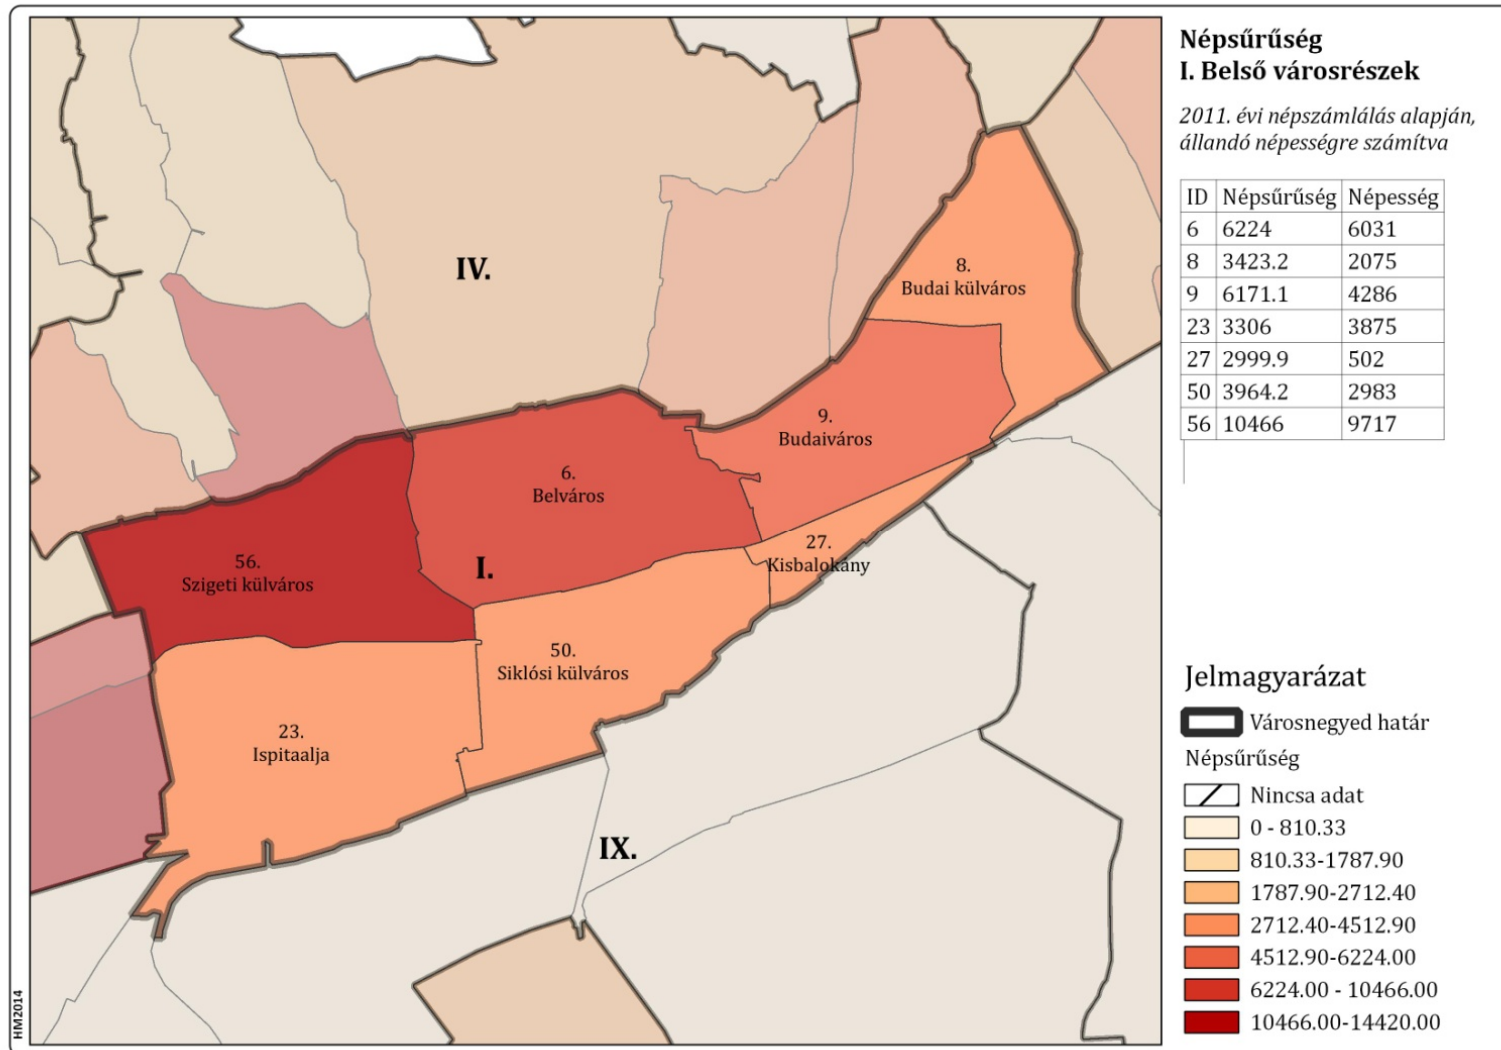 Népsűrűség
I. Belső városrészek
2011. évi népszámlálás alapján,
állandó népességre számítva
ID Népsűrűség Népesség
6 6224 6031
8 3423.2 2075
9 6171.1 4286
23 3306 3875
27 2999.9 502
50 3964.2 2983
56 10466 9717
IV.
8.
Budai külváros
9.
Budaiváros
6.
Belváros
27.
Kisbalokány
56.
Szigeti külváros
I.
50.
Siklósi külváros
23.
Ispitaalja
IX.
HM2014
Jelmagyarázat
Városnegyed határ
Népsűrűség
Nincsa adat
0 - 810.33
810.33-1787.90
1787.90-2712.40
2712.40-4512.90
4512.90-6224.00
6224.00 - 10466.00
10466.00-14420.00